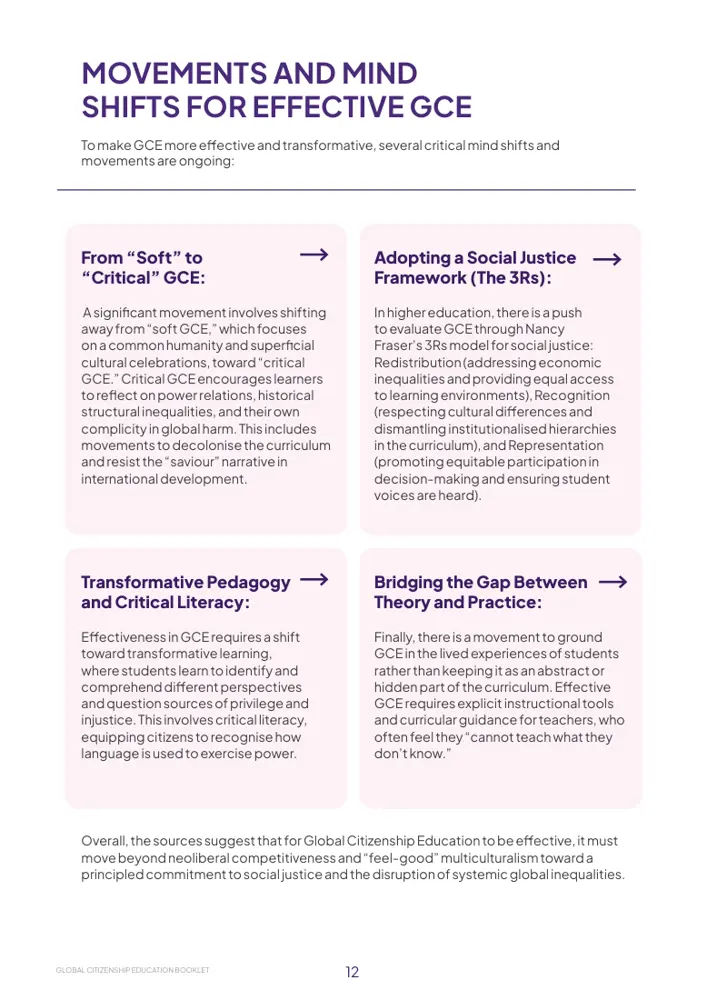 MOVEMENTS AND MIND
SHIFTS FOR EFFECTIVE GCE
To make GCE more effective and transformative, several critical mind shifts and
movements are ongoing:
From “Soft” to
“Critical” GCE:
A significant movement involves shifting
away from “soft GCE,” which focuses
on a common humanity and superficial
cultural celebrations, toward “critical
GCE.” Critical GCE encourages learners
to reflect on power relations, historical
structural inequalities, and their own
complicity in global harm. This includes
movements to decolonise the curriculum
and resist the “saviour” narrative in
international development.
Adopting a Social Justice
Framework (The 3Rs):
In higher education, there is a push
to evaluate GCE through Nancy
Fraser’s 3Rs model for social justice:
Redistribution (addressing economic
inequalities and providing equal access
to learning environments), Recognition
(respecting cultural differences and
dismantling institutionalised hierarchies
in the curriculum), and Representation
(promoting equitable participation in
decision-making and ensuring student
voices are heard).
Transformative Pedagogy
and Critical Literacy:
Effectiveness in GCE requires a shift
toward transformative learning,
where students learn to identify and
comprehend different perspectives
and question sources of privilege and
injustice. This involves critical literacy,
equipping citizens to recognise how
language is used to exercise power.
Bridging the Gap Between
Theory and Practice:
Finally, there is a movement to ground
GCE in the lived experiences of students
rather than keeping it as an abstract or
hidden part of the curriculum. Effective
GCE requires explicit instructional tools
and curricular guidance for teachers, who
often feel they “cannot teach what they
don’t know.”
Overall, the sources suggest that for Global Citizenship Education to be effective, it must
move beyond neoliberal competitiveness and “feel-good” multiculturalism toward a
principled commitment to social justice and the disruption of systemic global inequalities.
GLOBAL CITIZENSHIP EDUCATION BOOKLET
12